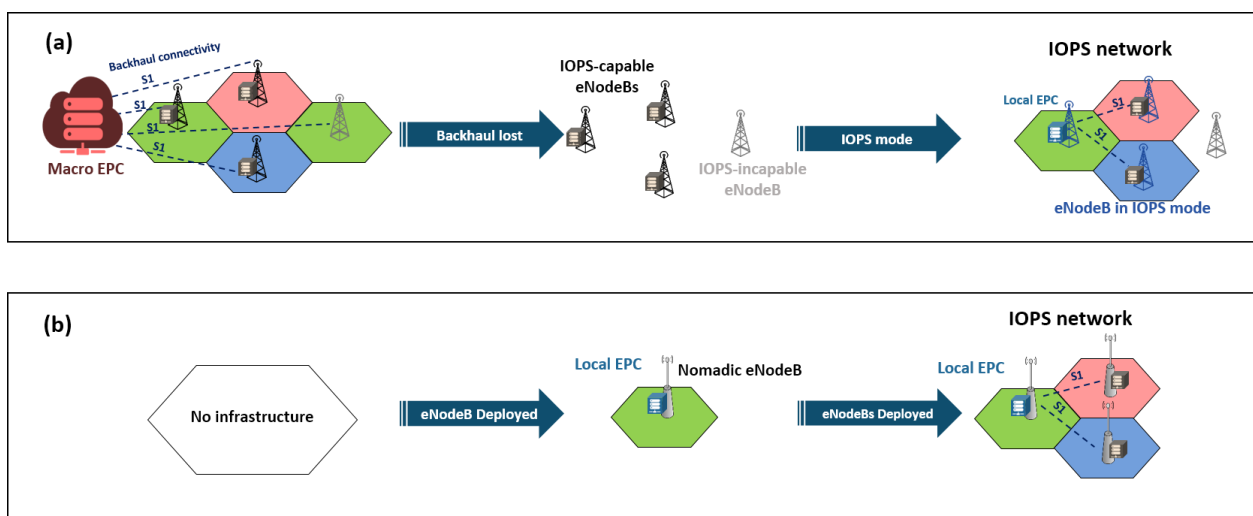 (a)
Backhaul connectivity
S1
S1
S1
S1
Macro EPC
Backhaul lost
IOPS-capable
eNodeBs
IOPS-incapable
eNodeB
IOPS mode
IOPS network
Local EPC
S1
S1
eNodeB in IOPS mode
(b)
No infrastructure
eNodeB Deployed
Local EPC
Nomadic eNodeB
eNodeBs Deployed
IOPS network
Local EPC
S1
S1